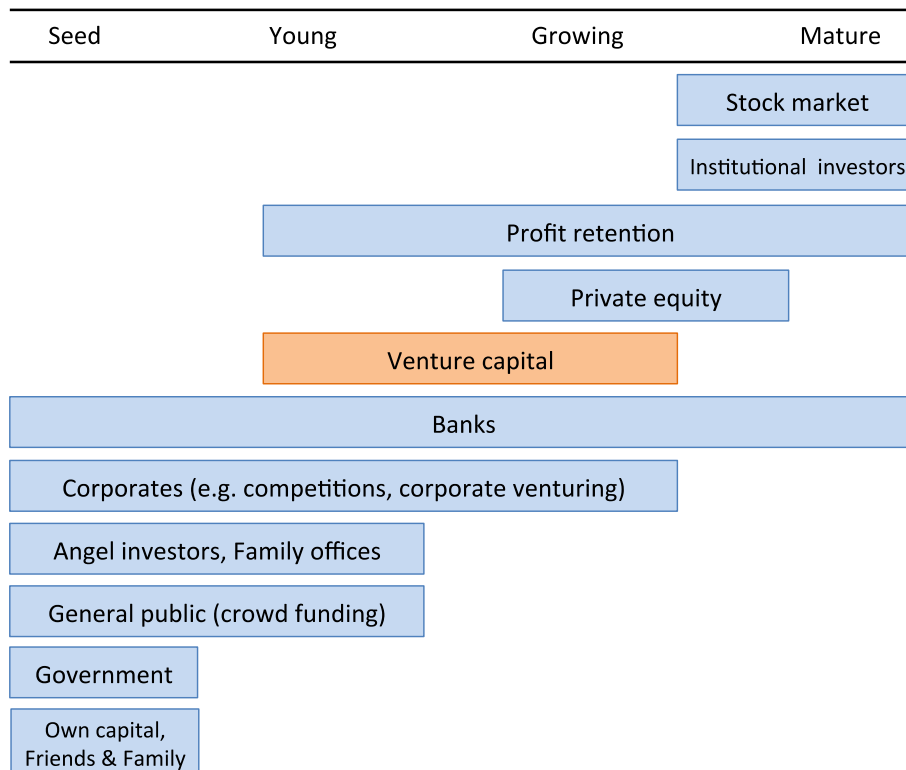 Seed Young Growing Mature
Stock market
Institutional investors
Profit retention
Private equity
Venture capital
Banks
Corporates (e.g. competitions, corporate venturing)
Angel investors, Family offices
General public (crowd funding)
Government
Own capital,
Friends & Family